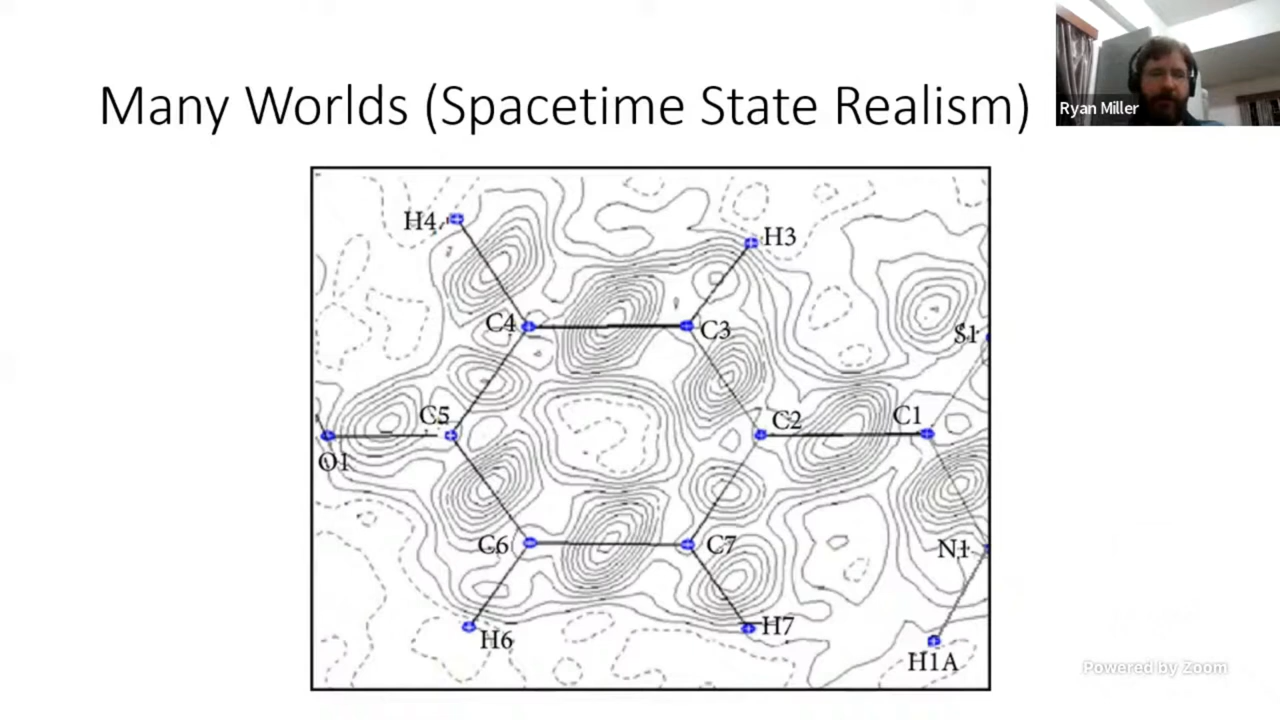 Many Worlds (Spacetime State Realism)
Ryan Miller
H4
H3
C4
C3
S1
C5
C2
C1
O1
C6
C7
N1
H6
H7
H1A
Powered by Zoom